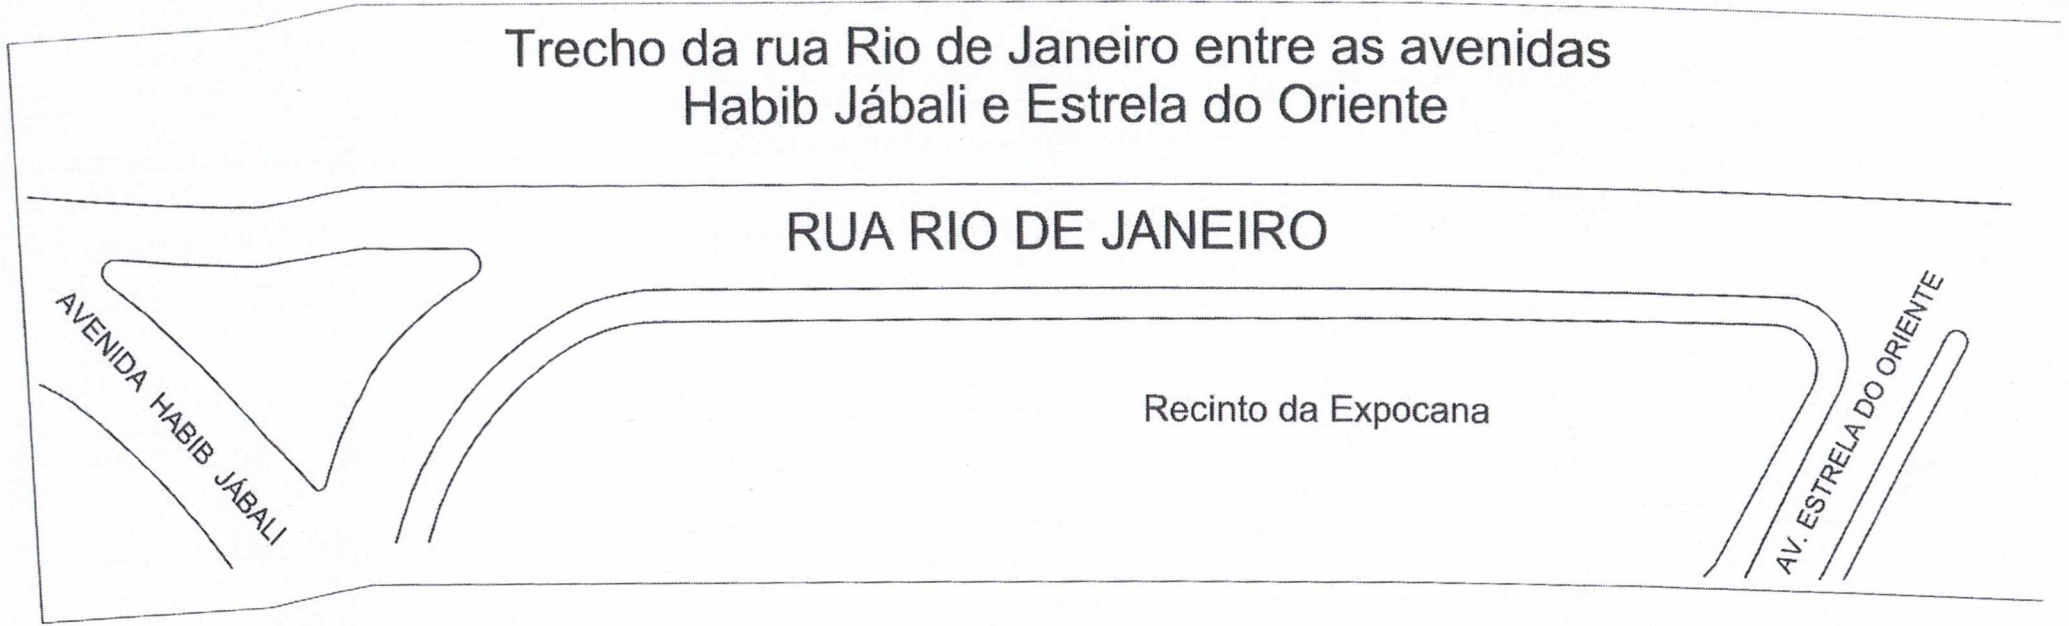 Trecho da rua Rio de Janeiro entre as avenidas
Habib Jábali e Estrela do Oriente
RUA RIO DE JANEIRO
AVENIDA HABIB JÁBALI
Recinto da Expocana
AV. ESTRELA DO ORIENTE